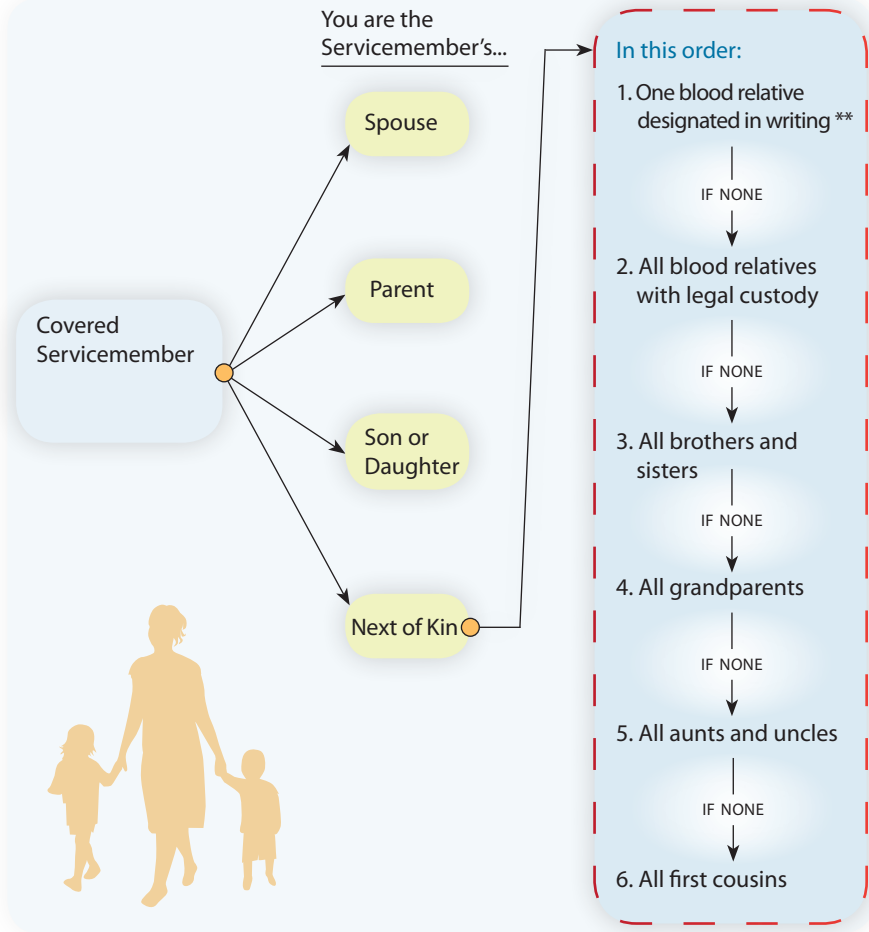 You are the
Servicemember's...
Spouse
Parent
Covered
Servicemember
Son or
Daughter
Next of Kin
In this order:
1. One blood relative
designated in writing **
IF NONE
2. All blood relatives
with legal custody
IF NONE
3. All brothers and
sisters
IF NONE
4. All grandparents
IF NONE
5. All aunts and uncles
IF NONE
6. All first cousins